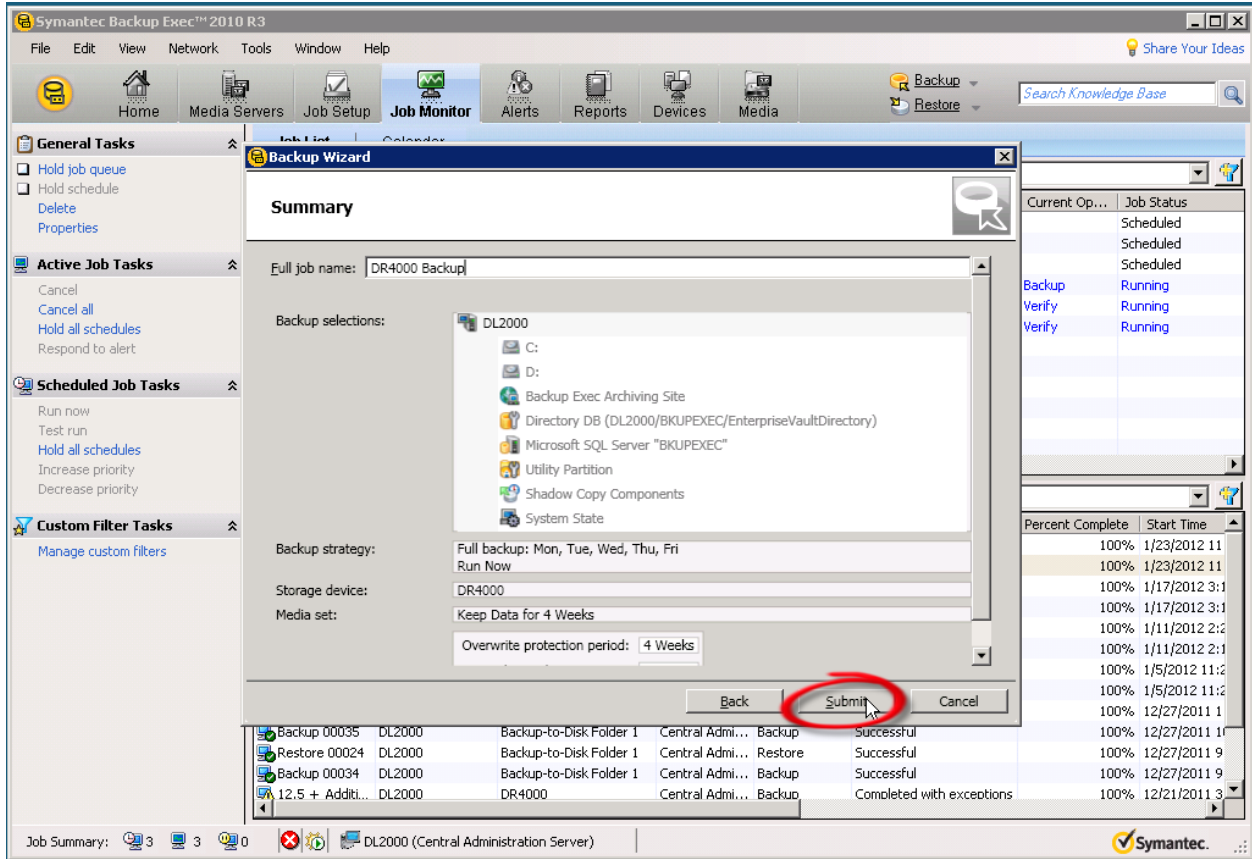 Symantec Backup Exec™ 2010 R3
File Edit View Network Tools Window Help
Share Your Ideas
Home Media Servers Job Setup Job Monitor Alerts Reports Devices Media
Backup
Restore
Search Knowledge Base
General Tasks
Hold job queue
Hold schedule
Delete
Properties
Active Job Tasks
Cancel
Cancel all
Hold all schedules
Respond to alert
Scheduled Job Tasks
Run now
Test run
Hold all schedules
Increase priority
Decrease priority
Custom Filter Tasks
Manage custom filters
Job List Calendar
Backup Wizard
Summary
Full job name: DR4000 Backup
Backup selections:
DL2000
C:
D:
Backup Exec Archiving Site
Directory DB (DL2000/BKUPEXEC/EnterpriseVaultDirectory)
Microsoft SQL Server "BKUPEXEC"
Utility Partition
Shadow Copy Components
System State
Backup strategy: Full backup: Mon, Tue, Wed, Thu, Fri
Run Now
Storage device: DR4000
Media set: Keep Data for 4 Weeks
Overwrite protection period: 4 Weeks
Back Submit Cancel
Current Op... Job Status
Scheduled
Scheduled
Scheduled
Backup Running
Verify Running
Verify Running
Percent Complete Start Time
100% 1/23/2012 11
100% 1/23/2012 11
100% 1/17/2012 3:1
100% 1/17/2012 3:1
100% 1/11/2012 2:2
100% 1/11/2012 2:1
100% 1/5/2012 11:2
100% 1/5/2012 11:2
100% 12/27/2011 1
Backup 00035 DL2000 Backup-to-Disk Folder 1 Central Admi... Backup Successful 100% 12/27/2011 1
Restore 00024 DL2000 Backup-to-Disk Folder 1 Central Admi... Restore Successful 100% 12/27/2011 9
Backup 00034 DL2000 Backup-to-Disk Folder 1 Central Admi... Backup Successful 100% 12/27/2011 9
12.5 + Additi... DL2000 DR4000 Central Admi... Backup Completed with exceptions 100% 12/21/2011 3
Job Summary: 3 3 0 DL2000 (Central Administration Server)
Symantec.